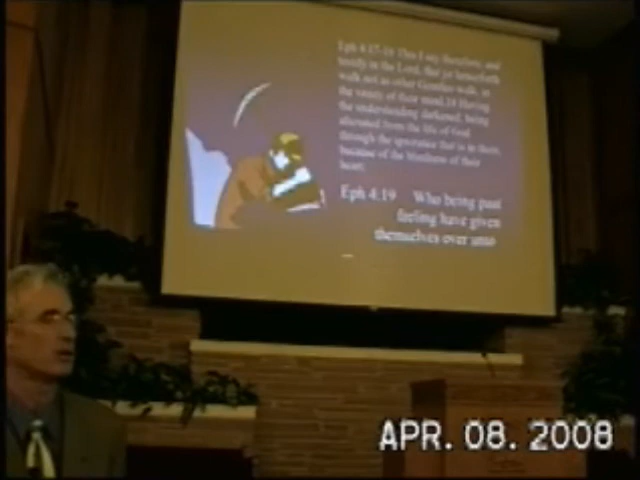 Eph 4:17-19 This I say therefore, and
testify in the Lord, that ye henceforth
walk not as other Gentiles walk, in
the vanity of their mind, 18 Having
the understanding darkened, being
alienated from the life of God
through the ignorance that is in them,
because of the blindness of their
heart:
Eph 4:19 Who being past
feeling have given
themselves over unto
APR. 08. 2008